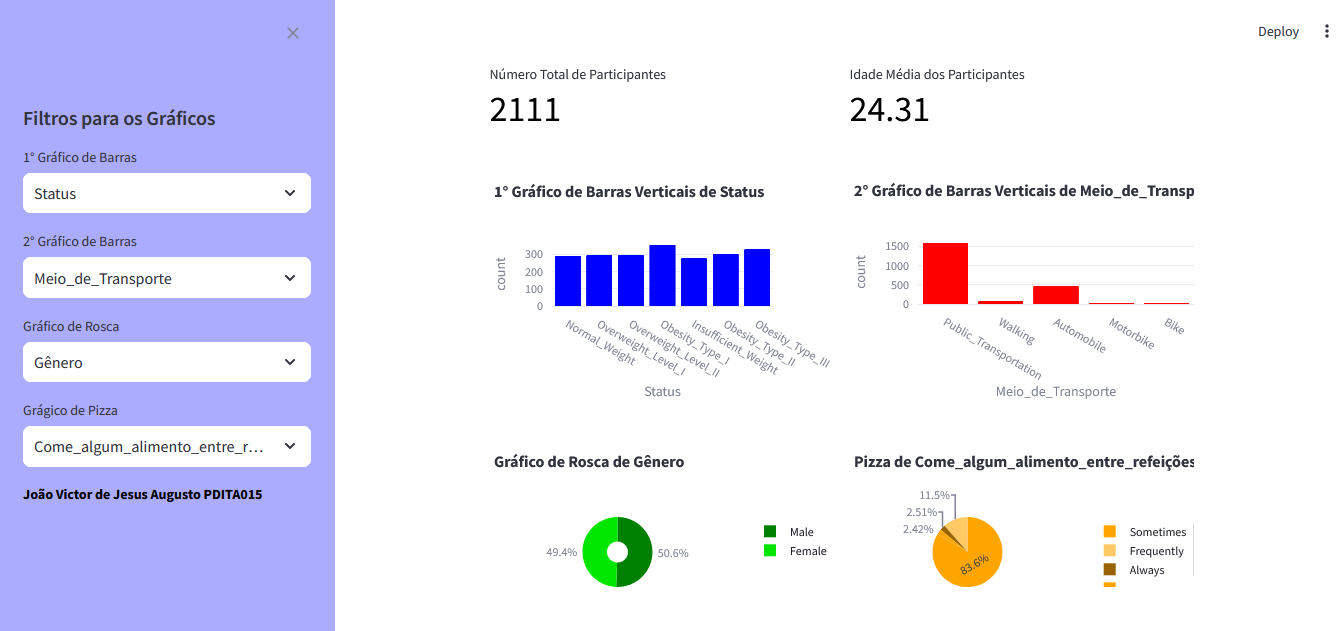 Deploy
Filtros para os Gráficos
1° Gráfico de Barras
Status
2° Gráfico de Barras
Meio_de_Transporte
Gráfico de Rosca
Gênero
Grágico de Pizza
Come_algum_alimento_entre_r...
João Victor de Jesus Augusto PDITA015
Número Total de Participantes
2111
Idade Média dos Participantes
24.31
1° Gráfico de Barras Verticais de Status
count
300
200
100
0
Normal_Weight
Overweight_Level_I
Overweight_Level_II
Obesity_Type_I
Insufficient_Weight
Obesity_Type_II
Obesity_Type_III
Status
2° Gráfico de Barras Verticais de Meio_de_Transp
count
1500
1000
500
0
Public_Transportation
Walking
Automobile
Motorbike
Bike
Meio_de_Transporte
Gráfico de Rosca de Gênero
49.4%
50.6%
Male
Female
Pizza de Come_algum_alimento_entre_refeições
11.5%
2.51%
2.42%
83.6%
Sometimes
Frequently
Always